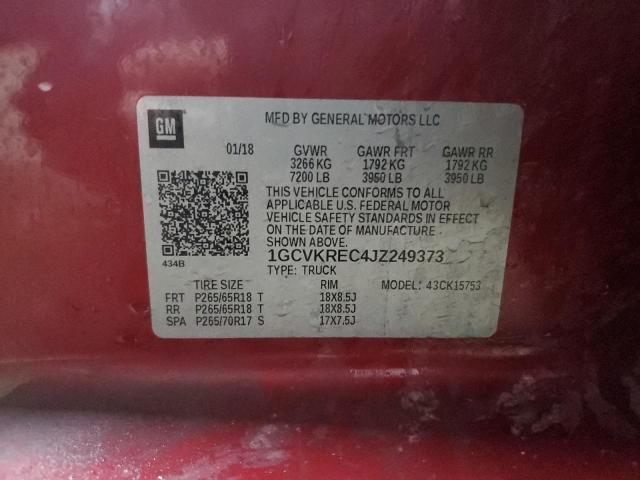 GM
MFD BY GENERAL MOTORS LLC
01/18 GVWR GAWR FRT GAWR RR
3266 KG 1792 KG 1792 KG
7200 LB 3950 LB 3950 LB
THIS VEHICLE CONFORMS TO ALL
APPLICABLE U.S. FEDERAL MOTOR
VEHICLE SAFETY STANDARDS IN EFFECT
ON THE DATE OF MANUFACTURE
SHOWN ABOVE.
434B
1GCVKREC4JZ249373
TYPE: TRUCK
TIRE SIZE RIM MODEL: 43CK15753
FRT P265/65R18 T 18X8.5J
RR P265/65R18 T 18X8.5J
SPA P265/70R17 S 17X7.5J